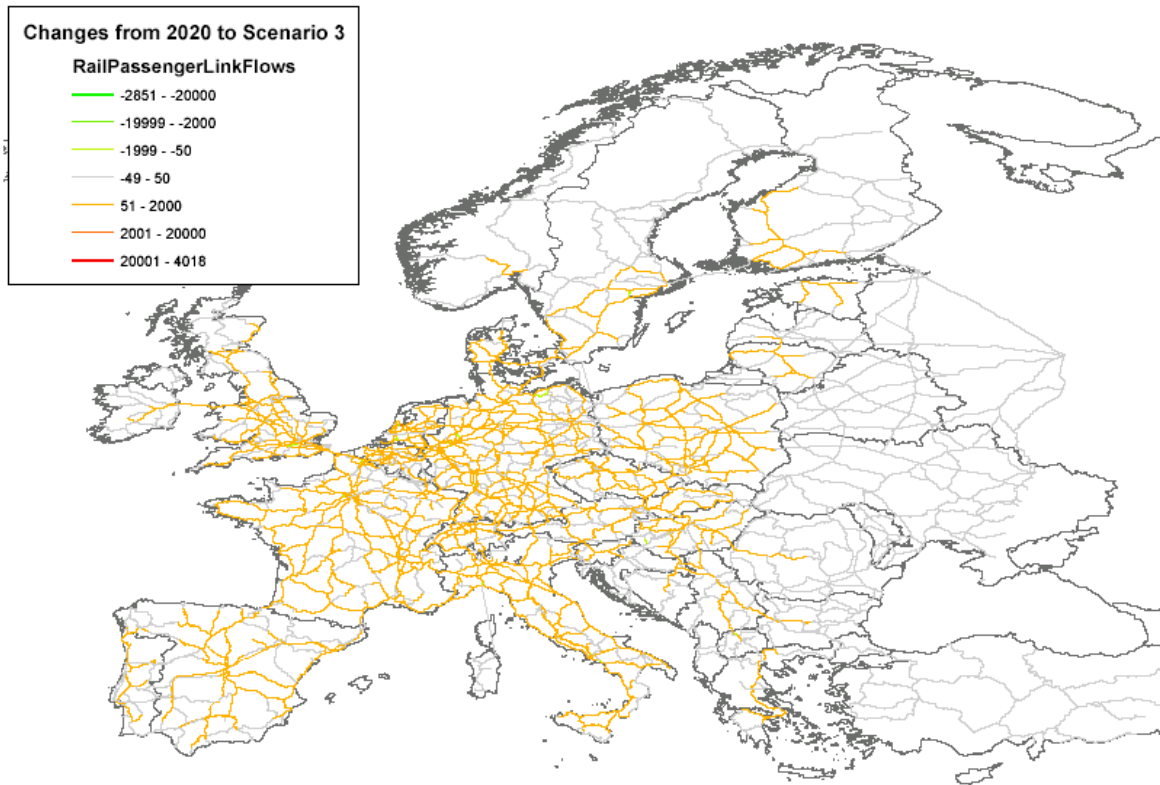 Changes from 2020 to Scenario 3
RailPassengerLinkFlows
-2851 - -20000
-19999 - -2000
-1999 - -50
-49 - 50
51 - 2000
2001 - 20000
20001 - 4018